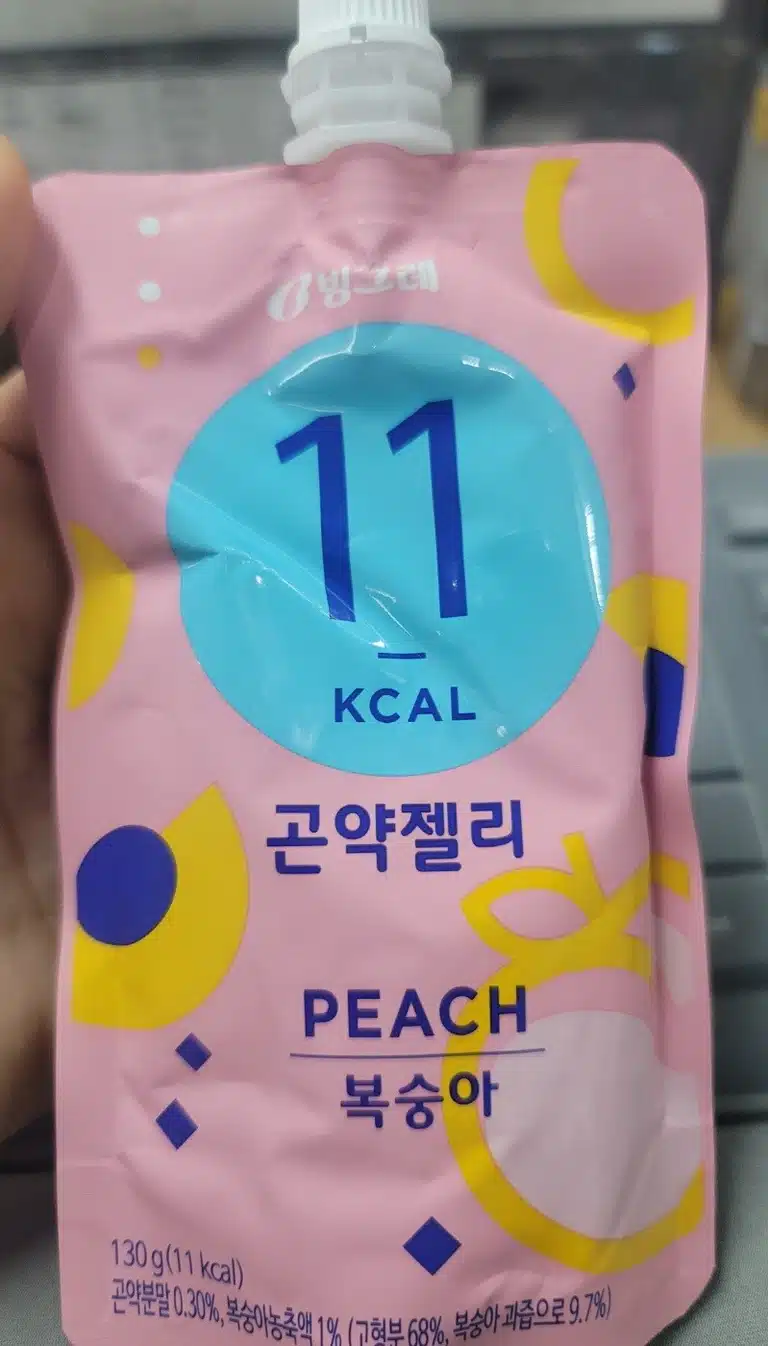 빙그레
11
KCAL
곤약젤리
PEACH
복숭아
130 g(11 kcal)
곤약분말 0.30%, 복숭아농축액 1% (고형분 68%, 복숭아 과즙으로 9.7%)